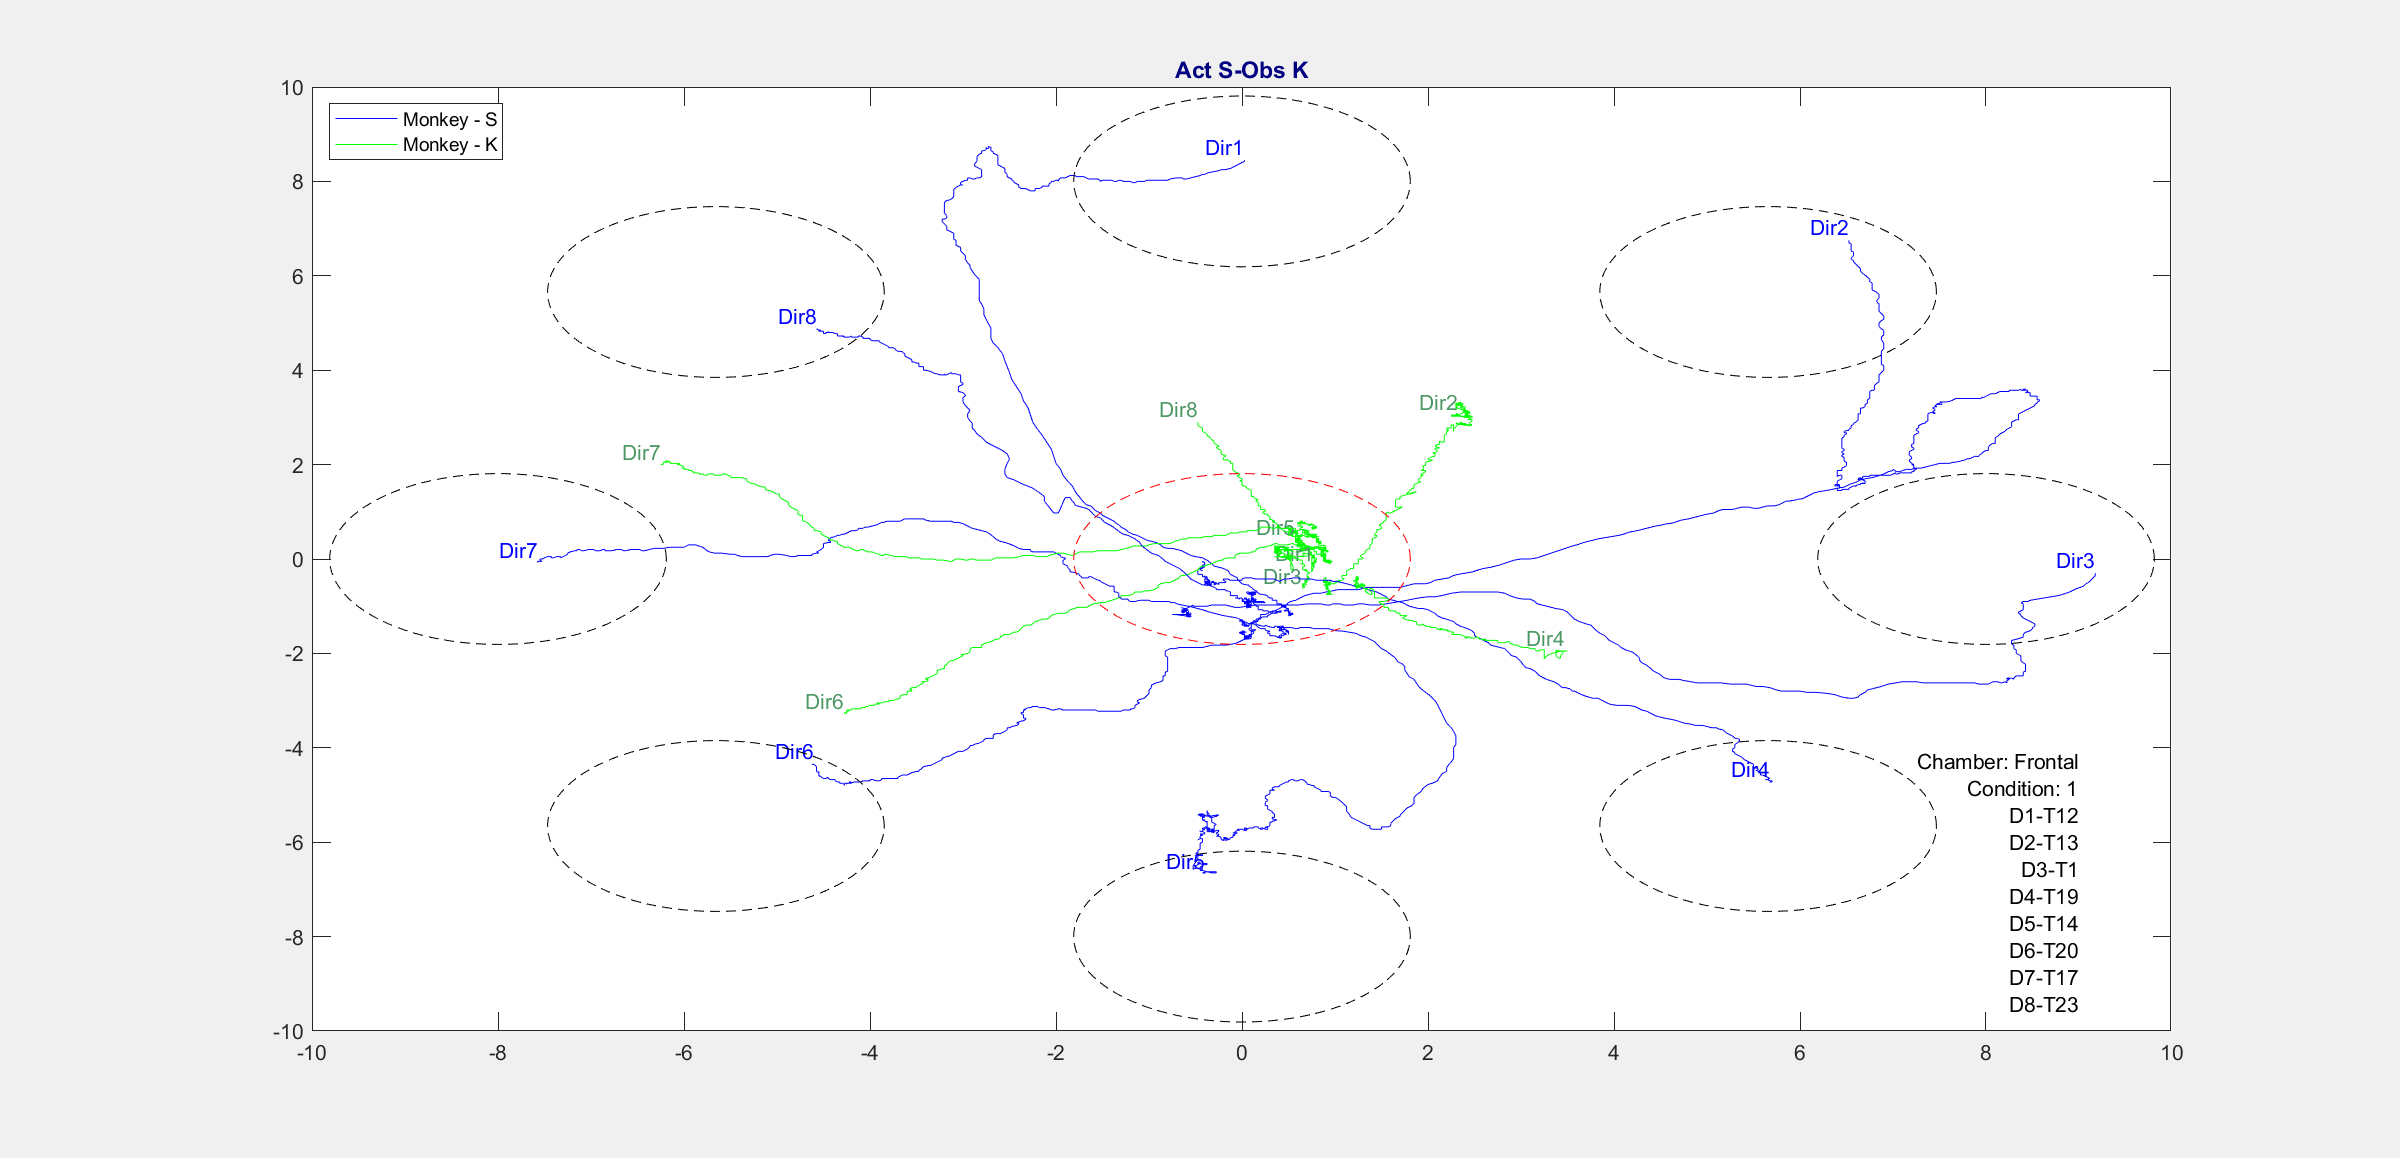 Act S-Obs K
Monkey - S
Monkey - K
10
8
6
4
2
0
-2
-4
-6
-8
-10
-10
-8
-6
-4
-2
0
2
4
6
8
10
Dir1
Dir2
Dir8
Dir8
Dir2
Dir7
Dir5
Dir7
Dir1
Dir3
Dir3
Dir4
Dir6
Dir6
Dir4
Dir5
Chamber: Frontal
Condition: 1
D1-T12
D2-T13
D3-T1
D4-T19
D5-T14
D6-T20
D7-T17
D8-T23